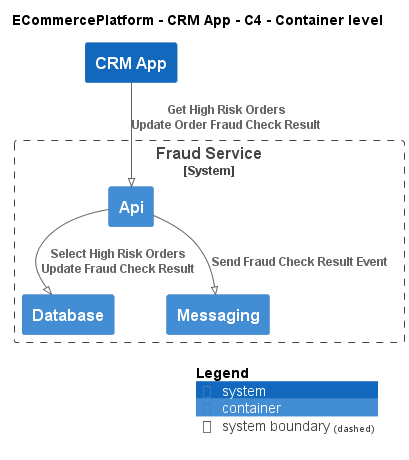 ECommercePlatform - CRM App - C4 - Container level
CRM App
Get High Risk Orders
Update Order Fraud Check Result
Fraud Service
[System]
Api
Select High Risk Orders
Update Fraud Check Result
Send Fraud Check Result Event
Database
Messaging
Legend
system
container
system boundary (dashed)